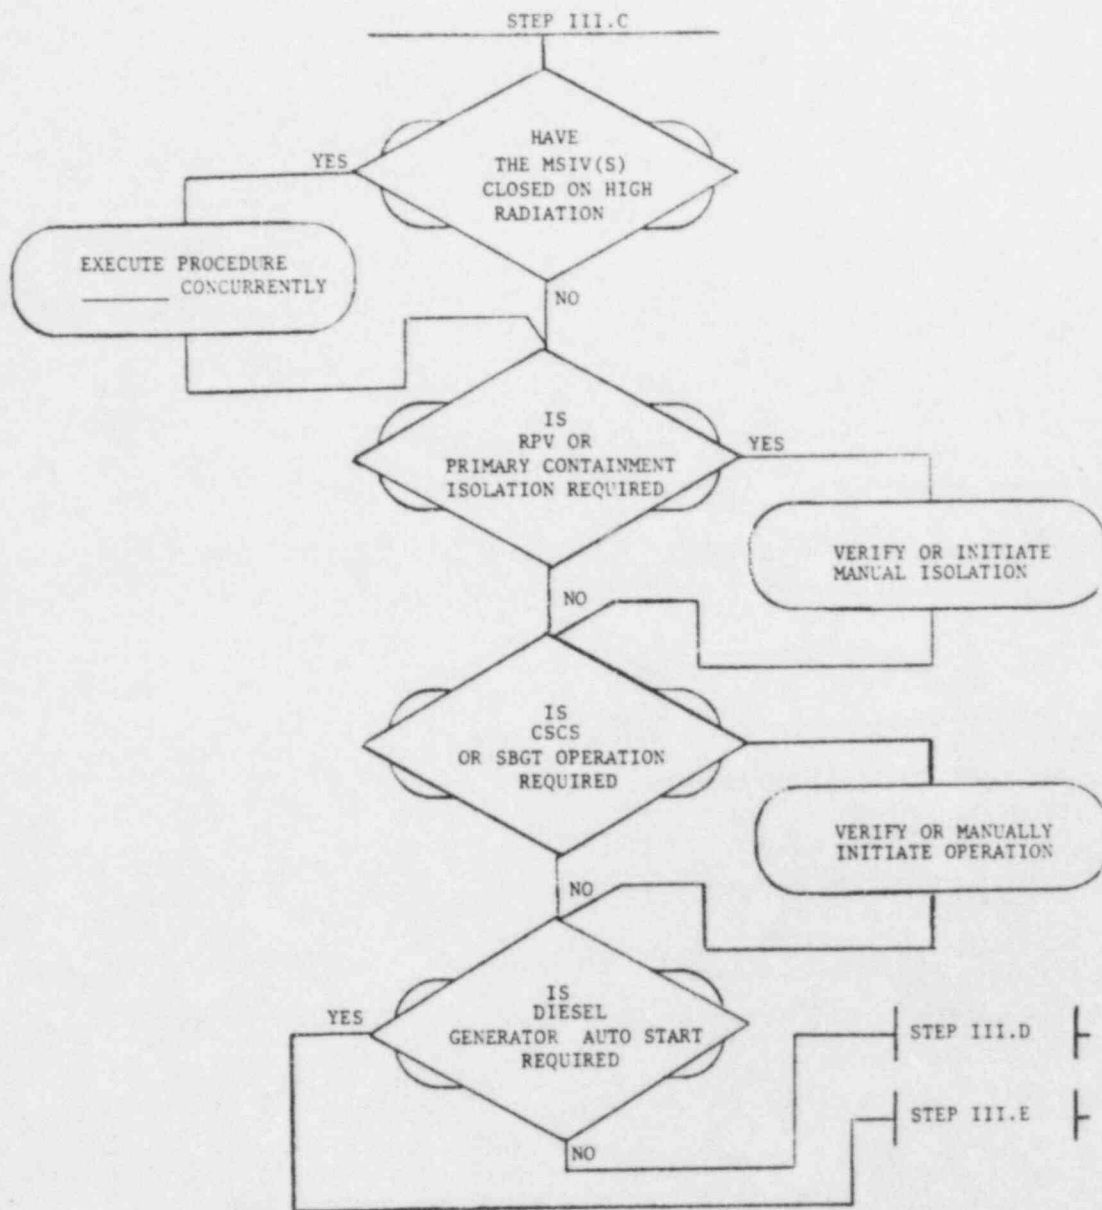 STEP III.C
HAVE
THE MSIV(S)
CLOSED ON HIGH
RADIATION
YES
EXECUTE PROCEDURE
________ CONCURRENTLY
NO
IS
RPV OR
PRIMARY CONTAINMENT
ISOLATION REQUIRED
YES
VERIFY OR INITIATE
MANUAL ISOLATION
NO
IS
CSCS
OR SBGT OPERATION
REQUIRED
VERIFY OR MANUALLY
INITIATE OPERATION
NO
IS
DIESEL
GENERATOR AUTO START
REQUIRED
YES
STEP III.D
STEP III.E
NO